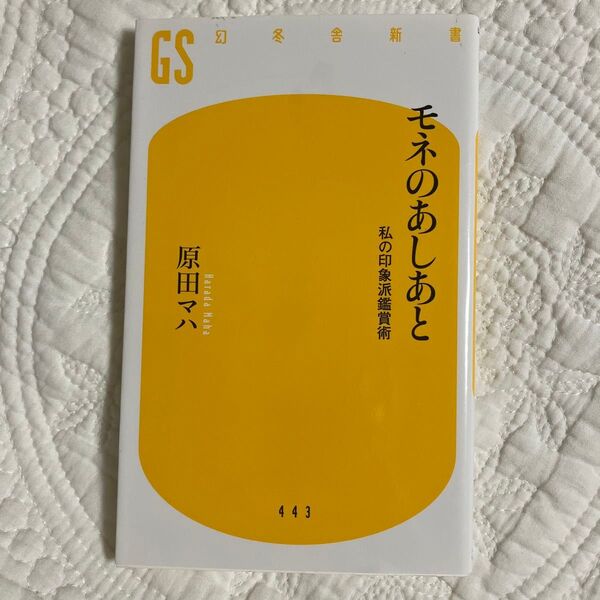 GS 幻冬舎新書
モネのあしあと
私の印象派鑑賞術
原田マハ
Harada Maha
443